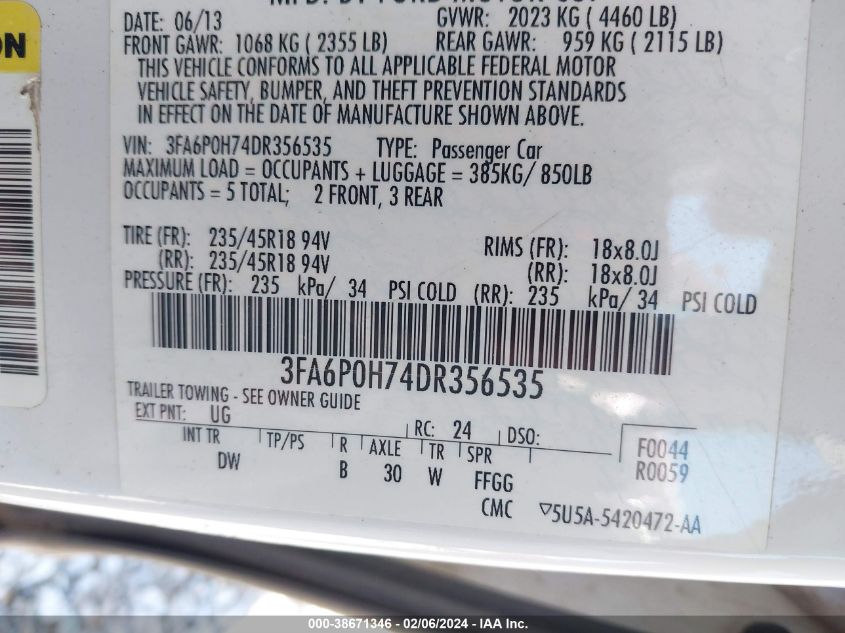 DATE: 06/13 GVWR: 2023 KG ( 4460 LB)
FRONT GAWR: 1068 KG ( 2355 LB) REAR GAWR: 959 KG ( 2115 LB)
THIS VEHICLE CONFORMS TO ALL APPLICABLE FEDERAL MOTOR
VEHICLE SAFETY, BUMPER, AND THEFT PREVENTION STANDARDS
IN EFFECT ON THE DATE OF MANUFACTURE SHOWN ABOVE.
VIN: 3FA6P0H74DR356535 TYPE: Passenger Car
MAXIMUM LOAD = OCCUPANTS + LUGGAGE = 385KG/ 850LB
OCCUPANTS = 5 TOTAL; 2 FRONT, 3 REAR
TIRE (FR): 235/45R18 94V RIMS (FR): 18x8.0J
(RR): 235/45R18 94V (RR): 18x8.0J
PRESSURE (FR): 235 kPa/ 34 PSI COLD (RR): 235 kPa/ 34 PSI COLD
3FA6P0H74DR356535
TRAILER TOWING - SEE OWNER GUIDE
EXT PNT: UG RC: 24 DSO:
INT TR TP/PS R AXLE TR SPR
DW B 30 W FFGG
F0044
R0059
CMC ▽5U5A-5420472-AA
000-38671346 - 02/06/2024 - IAA Inc.